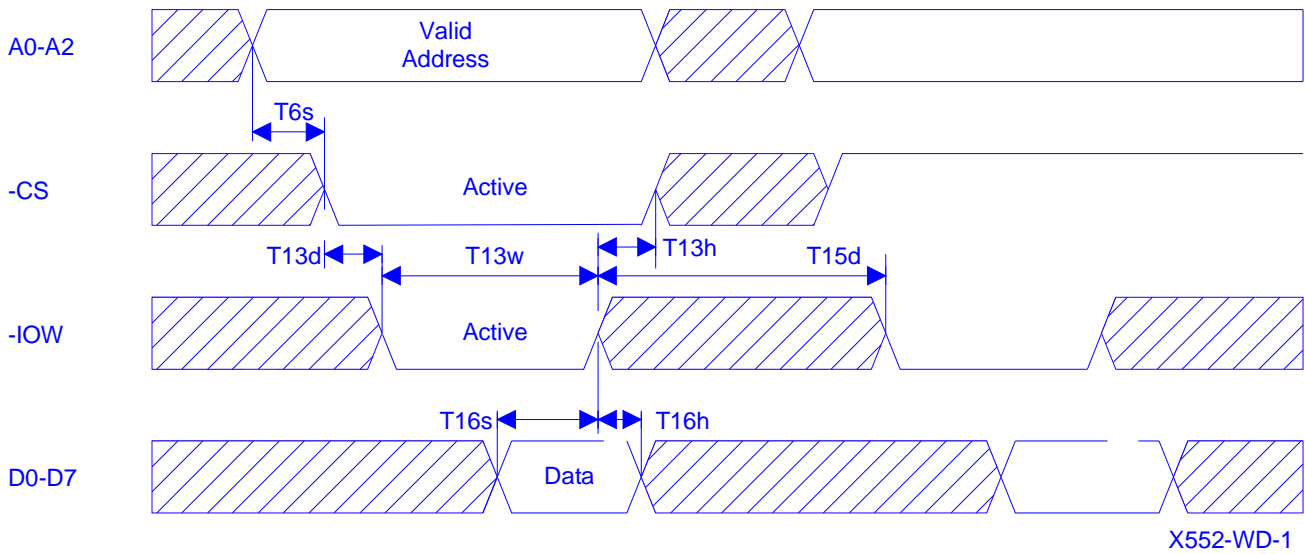 A0-A2
Valid
Address
T6s
-CS
Active
T13d
T13w
T13h
T15d
-IOW
Active
T16s
T16h
D0-D7
Data
X552-WD-1